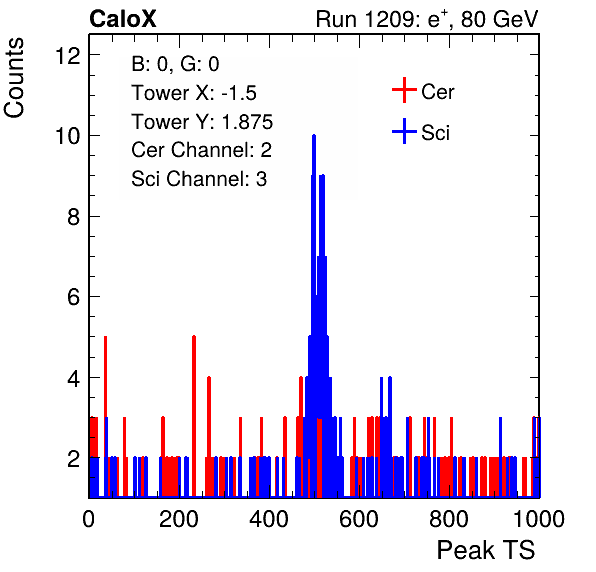 CaloX
Run 1209: e+, 80 GeV
Counts
B: 0, G: 0
Tower X: -1.5
Tower Y: 1.875
Cer Channel: 2
Sci Channel: 3
Cer
Sci
12
10
8
6
4
2
0 200 400 600 800 1000
Peak TS